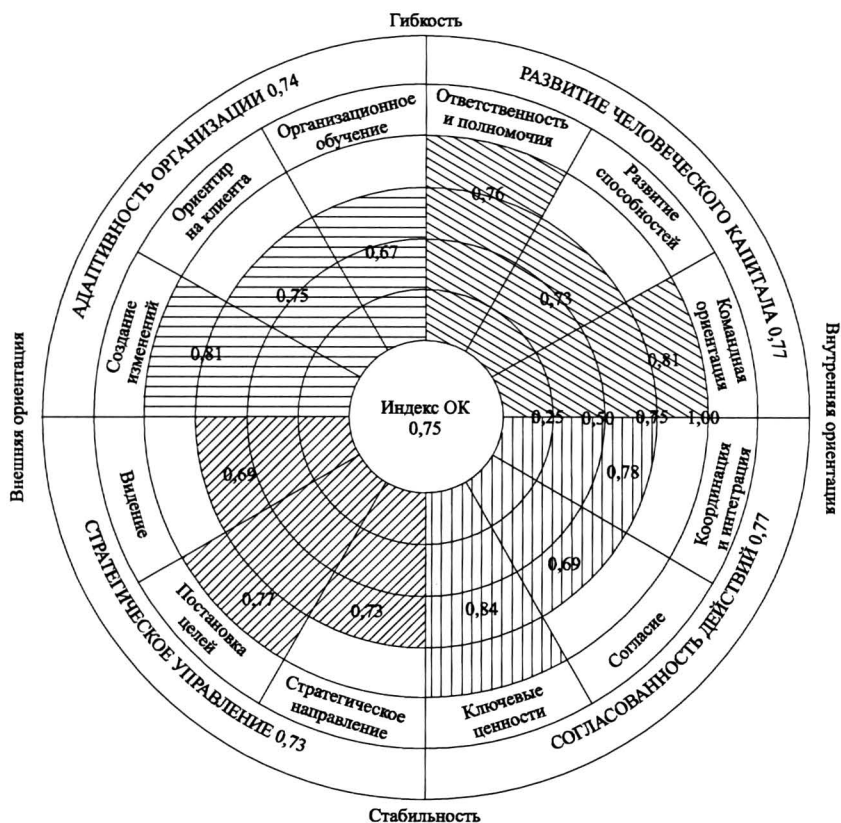 Гибкость
АДАПТИВНОСТЬ ОРГАНИЗАЦИИ 0,74
РАЗВИТИЕ ЧЕЛОВЕЧЕСКОГО КАПИТАЛА 0,77
Организационное
обучение
Ответственность
и полномочия
Ориентир
на клиента
Развитие
способностей
Создание
изменений
Командная
ориентация
0,76
0,67
0,75
0,73
0,81
0,81
Внешняя ориентация
Внутренняя ориентация
Индекс ОК
0,75
0,25
0,50
0,75
1,00
0,69
0,78
0,77
0,73
0,84
0,69
Видение
Координация
и интеграция
Постановка
целей
Согласие
Стратегическое
направление
Ключевые
ценности
СТРАТЕГИЧЕСКОЕ УПРАВЛЕНИЕ 0,73
СОГЛАСОВАННОСТЬ ДЕЙСТВИЙ 0,77
Стабильность